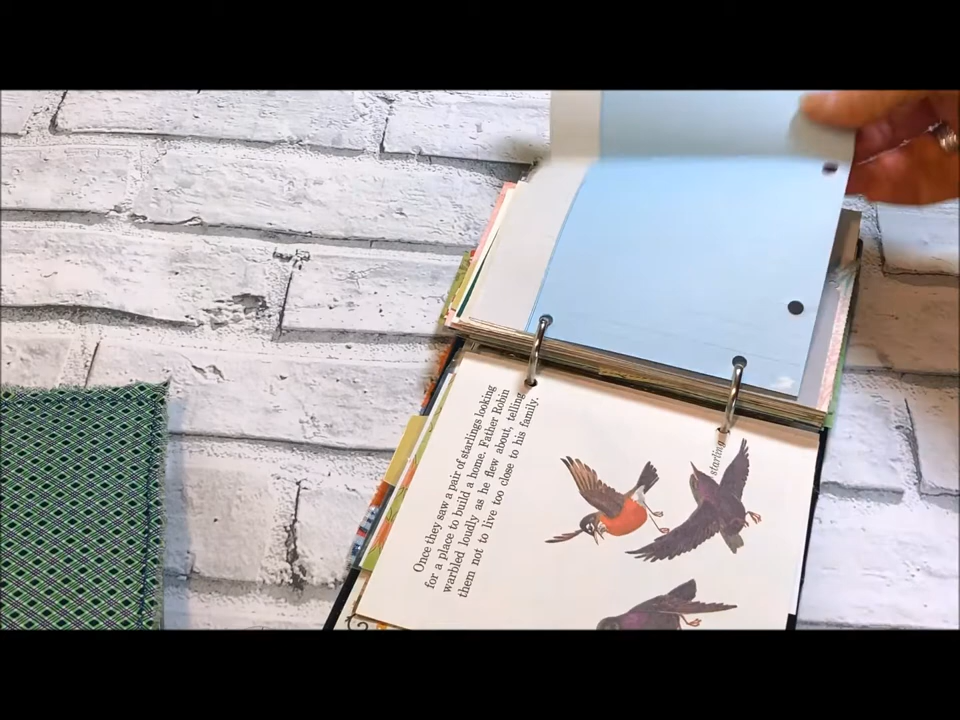 Once they saw a pair of starlings looking
for a place to build a home. Father Robin
warbled loudly as he flew about, telling
them not to live too close to his family.
starling